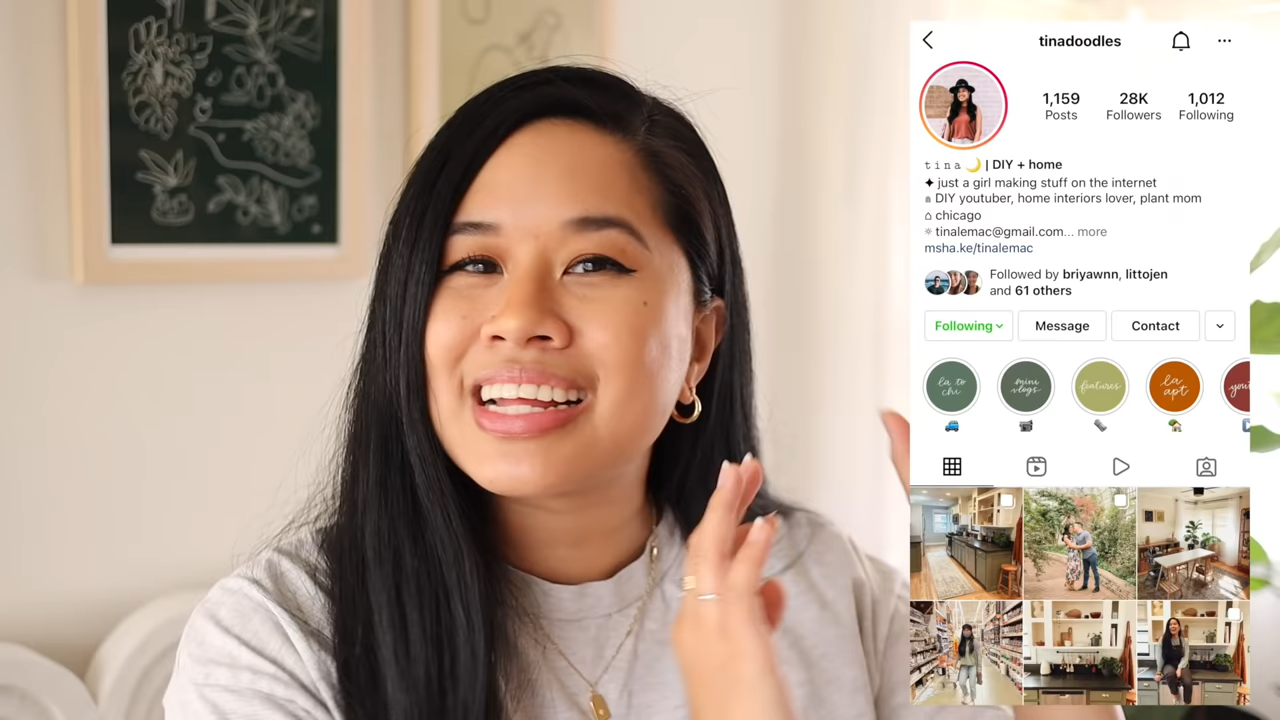 tinadoodles
1,159 28K 1,012
Posts Followers Following
tina 🌙 | DIY + home
✦ just a girl making stuff on the internet
DIY youtuber, home interiors lover, plant mom
⌂ chicago
☼ tinalemac@gmail.com... more
msha.ke/tinalemac
Followed by briyawnn, littojen
and 61 others
Following Message Contact
la to chi mini vlogs features la apt you